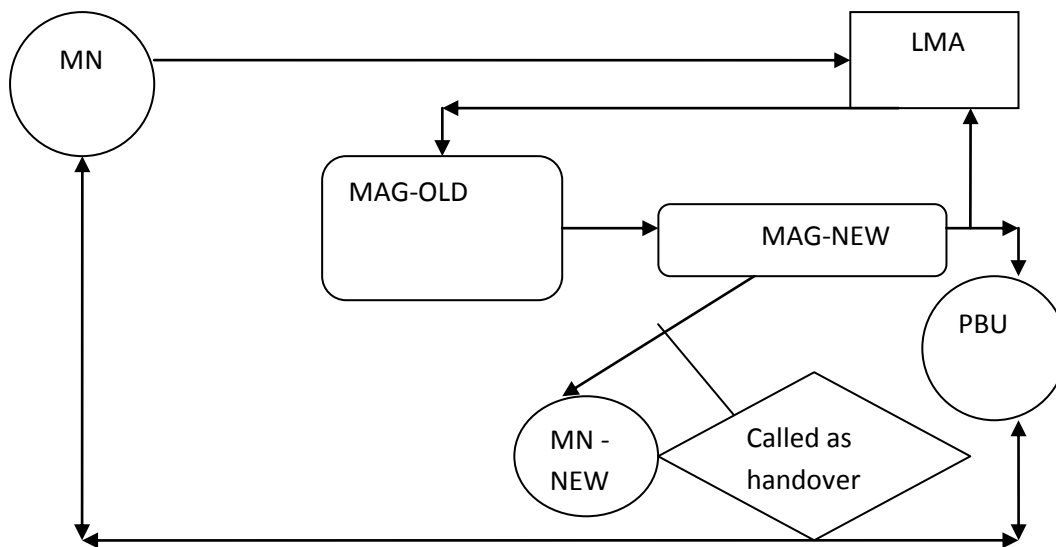 MN
LMA
MAG-OLD
MAG-NEW
PBU
MN -
NEW
Called as
handover